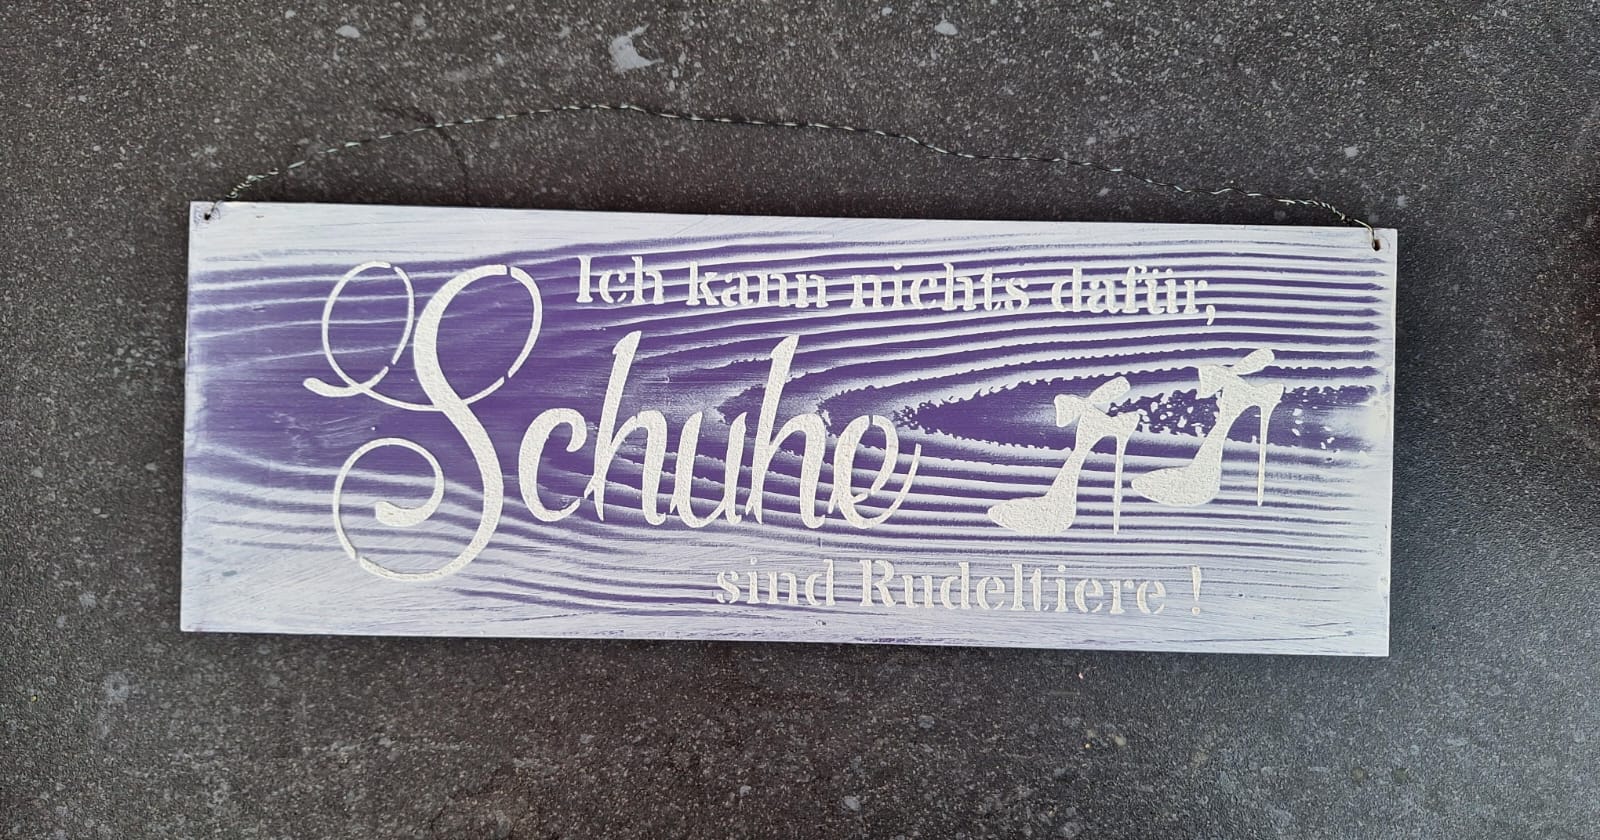 Ich kann nichts dafür,
Schuhe
sind Rudeltiere !